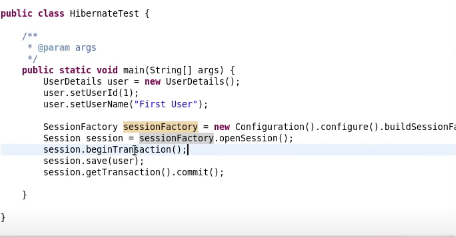 public class HibernateTest {
/**
* @param args
*/
public static void main(String[] args) {
UserDetails user = new UserDetails();
user.setUserId(1);
user.setUserName("First User");
SessionFactory sessionFactory = new Configuration().configure().buildSessionFa
Session session = sessionFactory.openSession();
session.beginTransaction();
session.save(user);
session.getTransaction().commit();
}
}